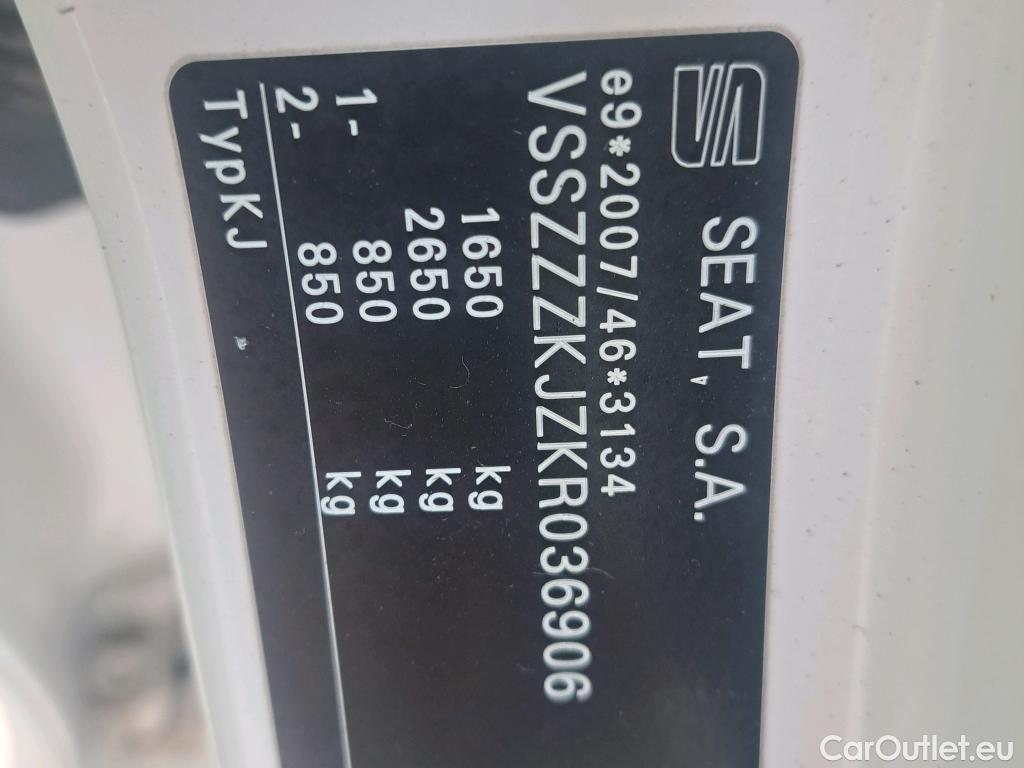 SEAT, S.A.
e9*2007/46*3134
VSSZZZKJZKR036906
1650 kg
2650 kg
1- 850 kg
2- 850 kg
TypKJ
CarOutlet.eu